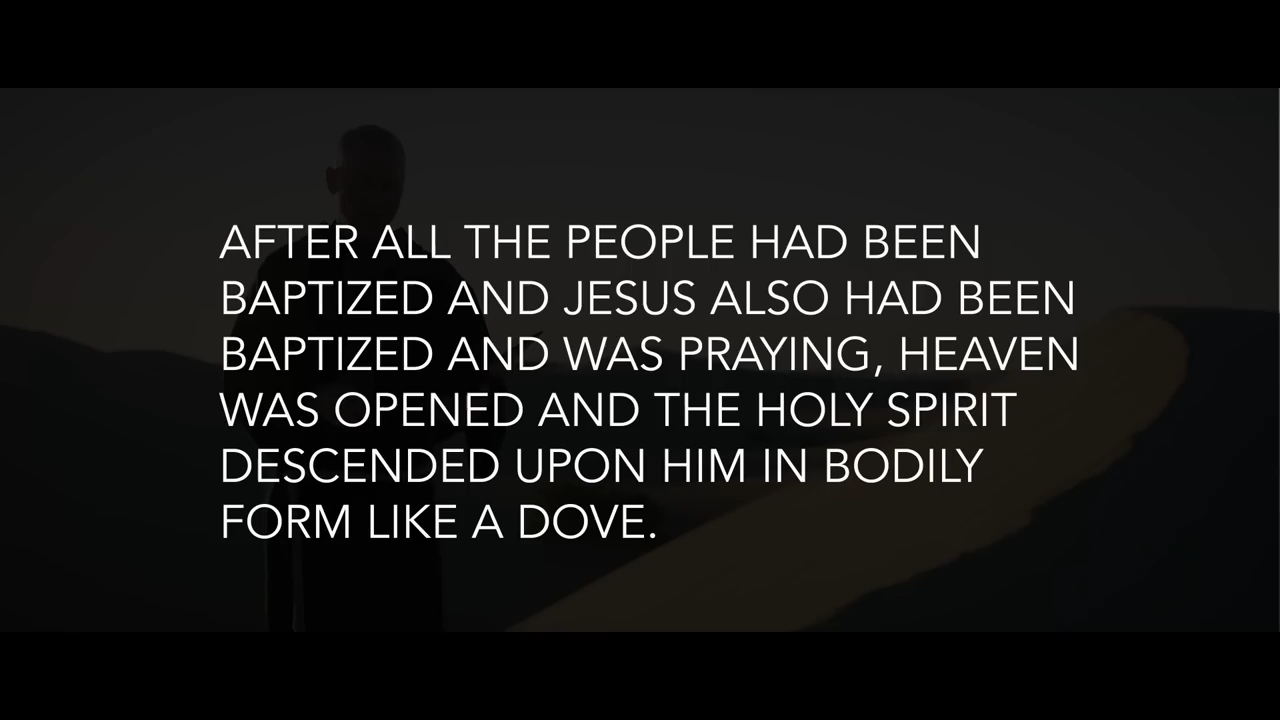 AFTER ALL THE PEOPLE HAD BEEN
BAPTIZED AND JESUS ALSO HAD BEEN
BAPTIZED AND WAS PRAYING, HEAVEN
WAS OPENED AND THE HOLY SPIRIT
DESCENDED UPON HIM IN BODILY
FORM LIKE A DOVE.